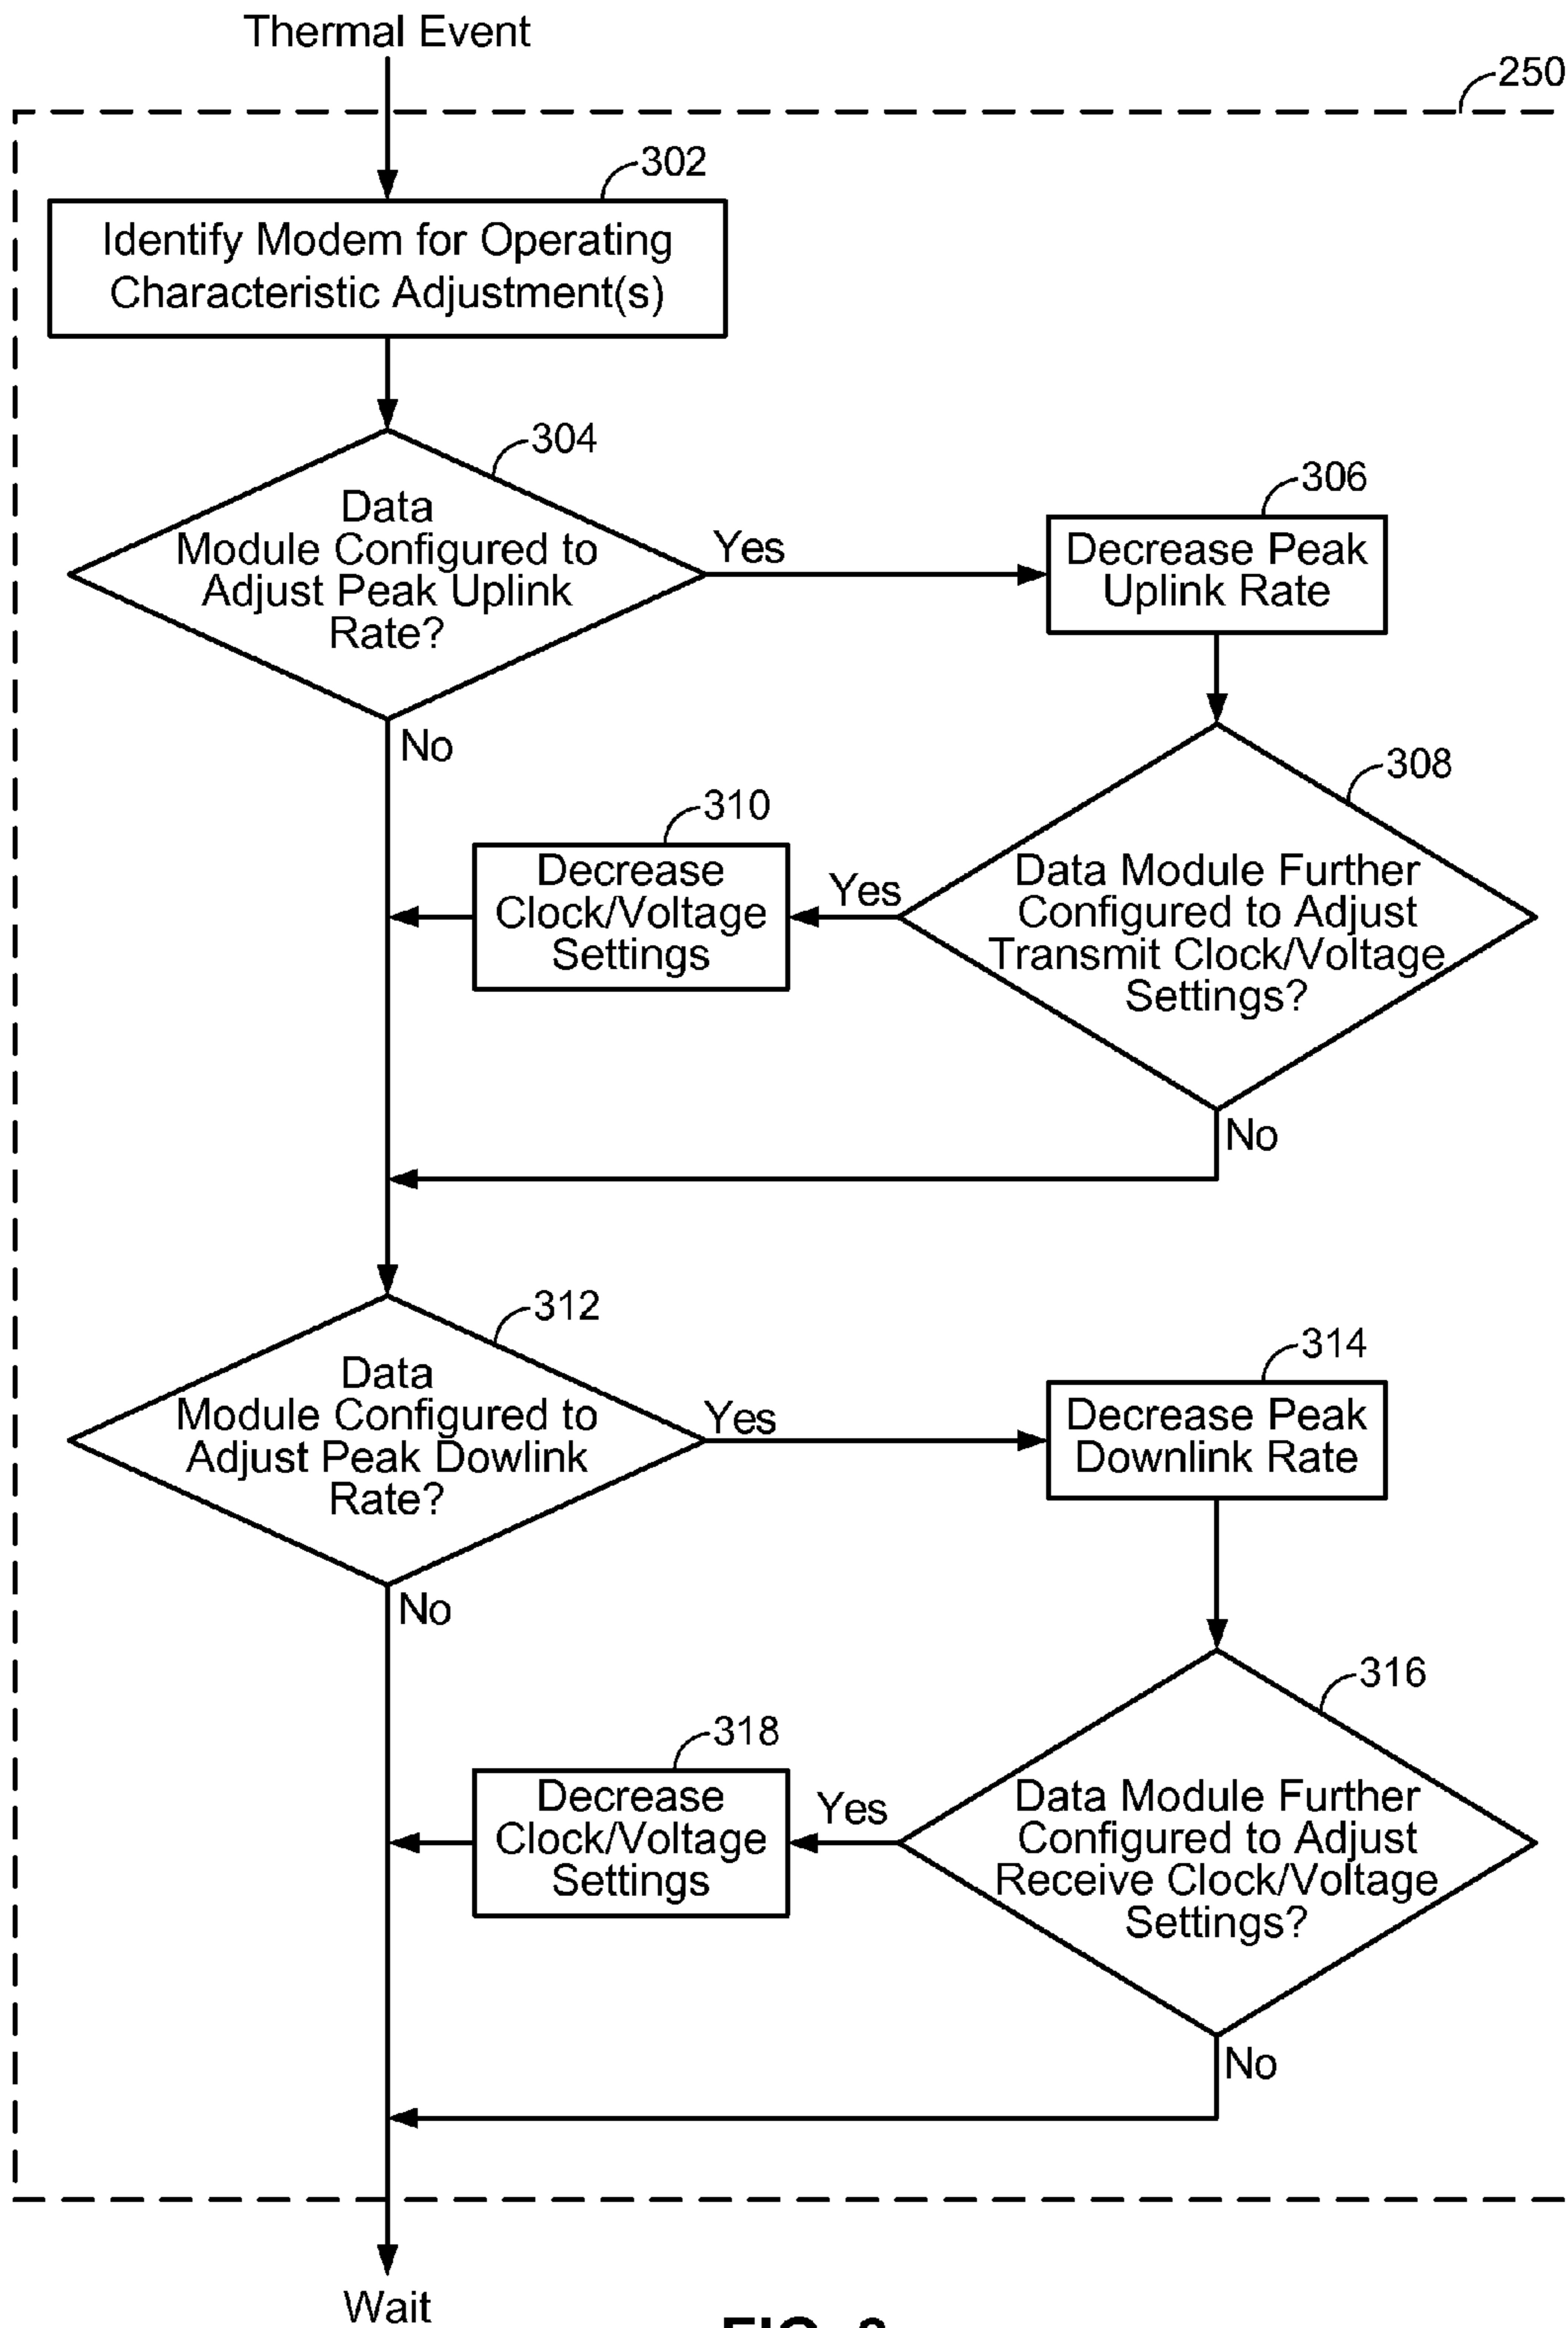 Thermal Event
250
302
Identify Modem for Operating
Characteristic Adjustment(s)
304
Data
Module Configured to
Adjust Peak Uplink
Rate?
Yes
306
Decrease Peak
Uplink Rate
No
308
Data Module Further
Configured to Adjust
Transmit Clock/Voltage
Settings?
Yes
310
Decrease
Clock/Voltage
Settings
No
312
Data
Module Configured to
Adjust Peak Dowlink
Rate?
Yes
314
Decrease Peak
Downlink Rate
No
316
Data Module Further
Configured to Adjust
Receive Clock/Voltage
Settings?
Yes
318
Decrease
Clock/Voltage
Settings
No
Wait
FIG.